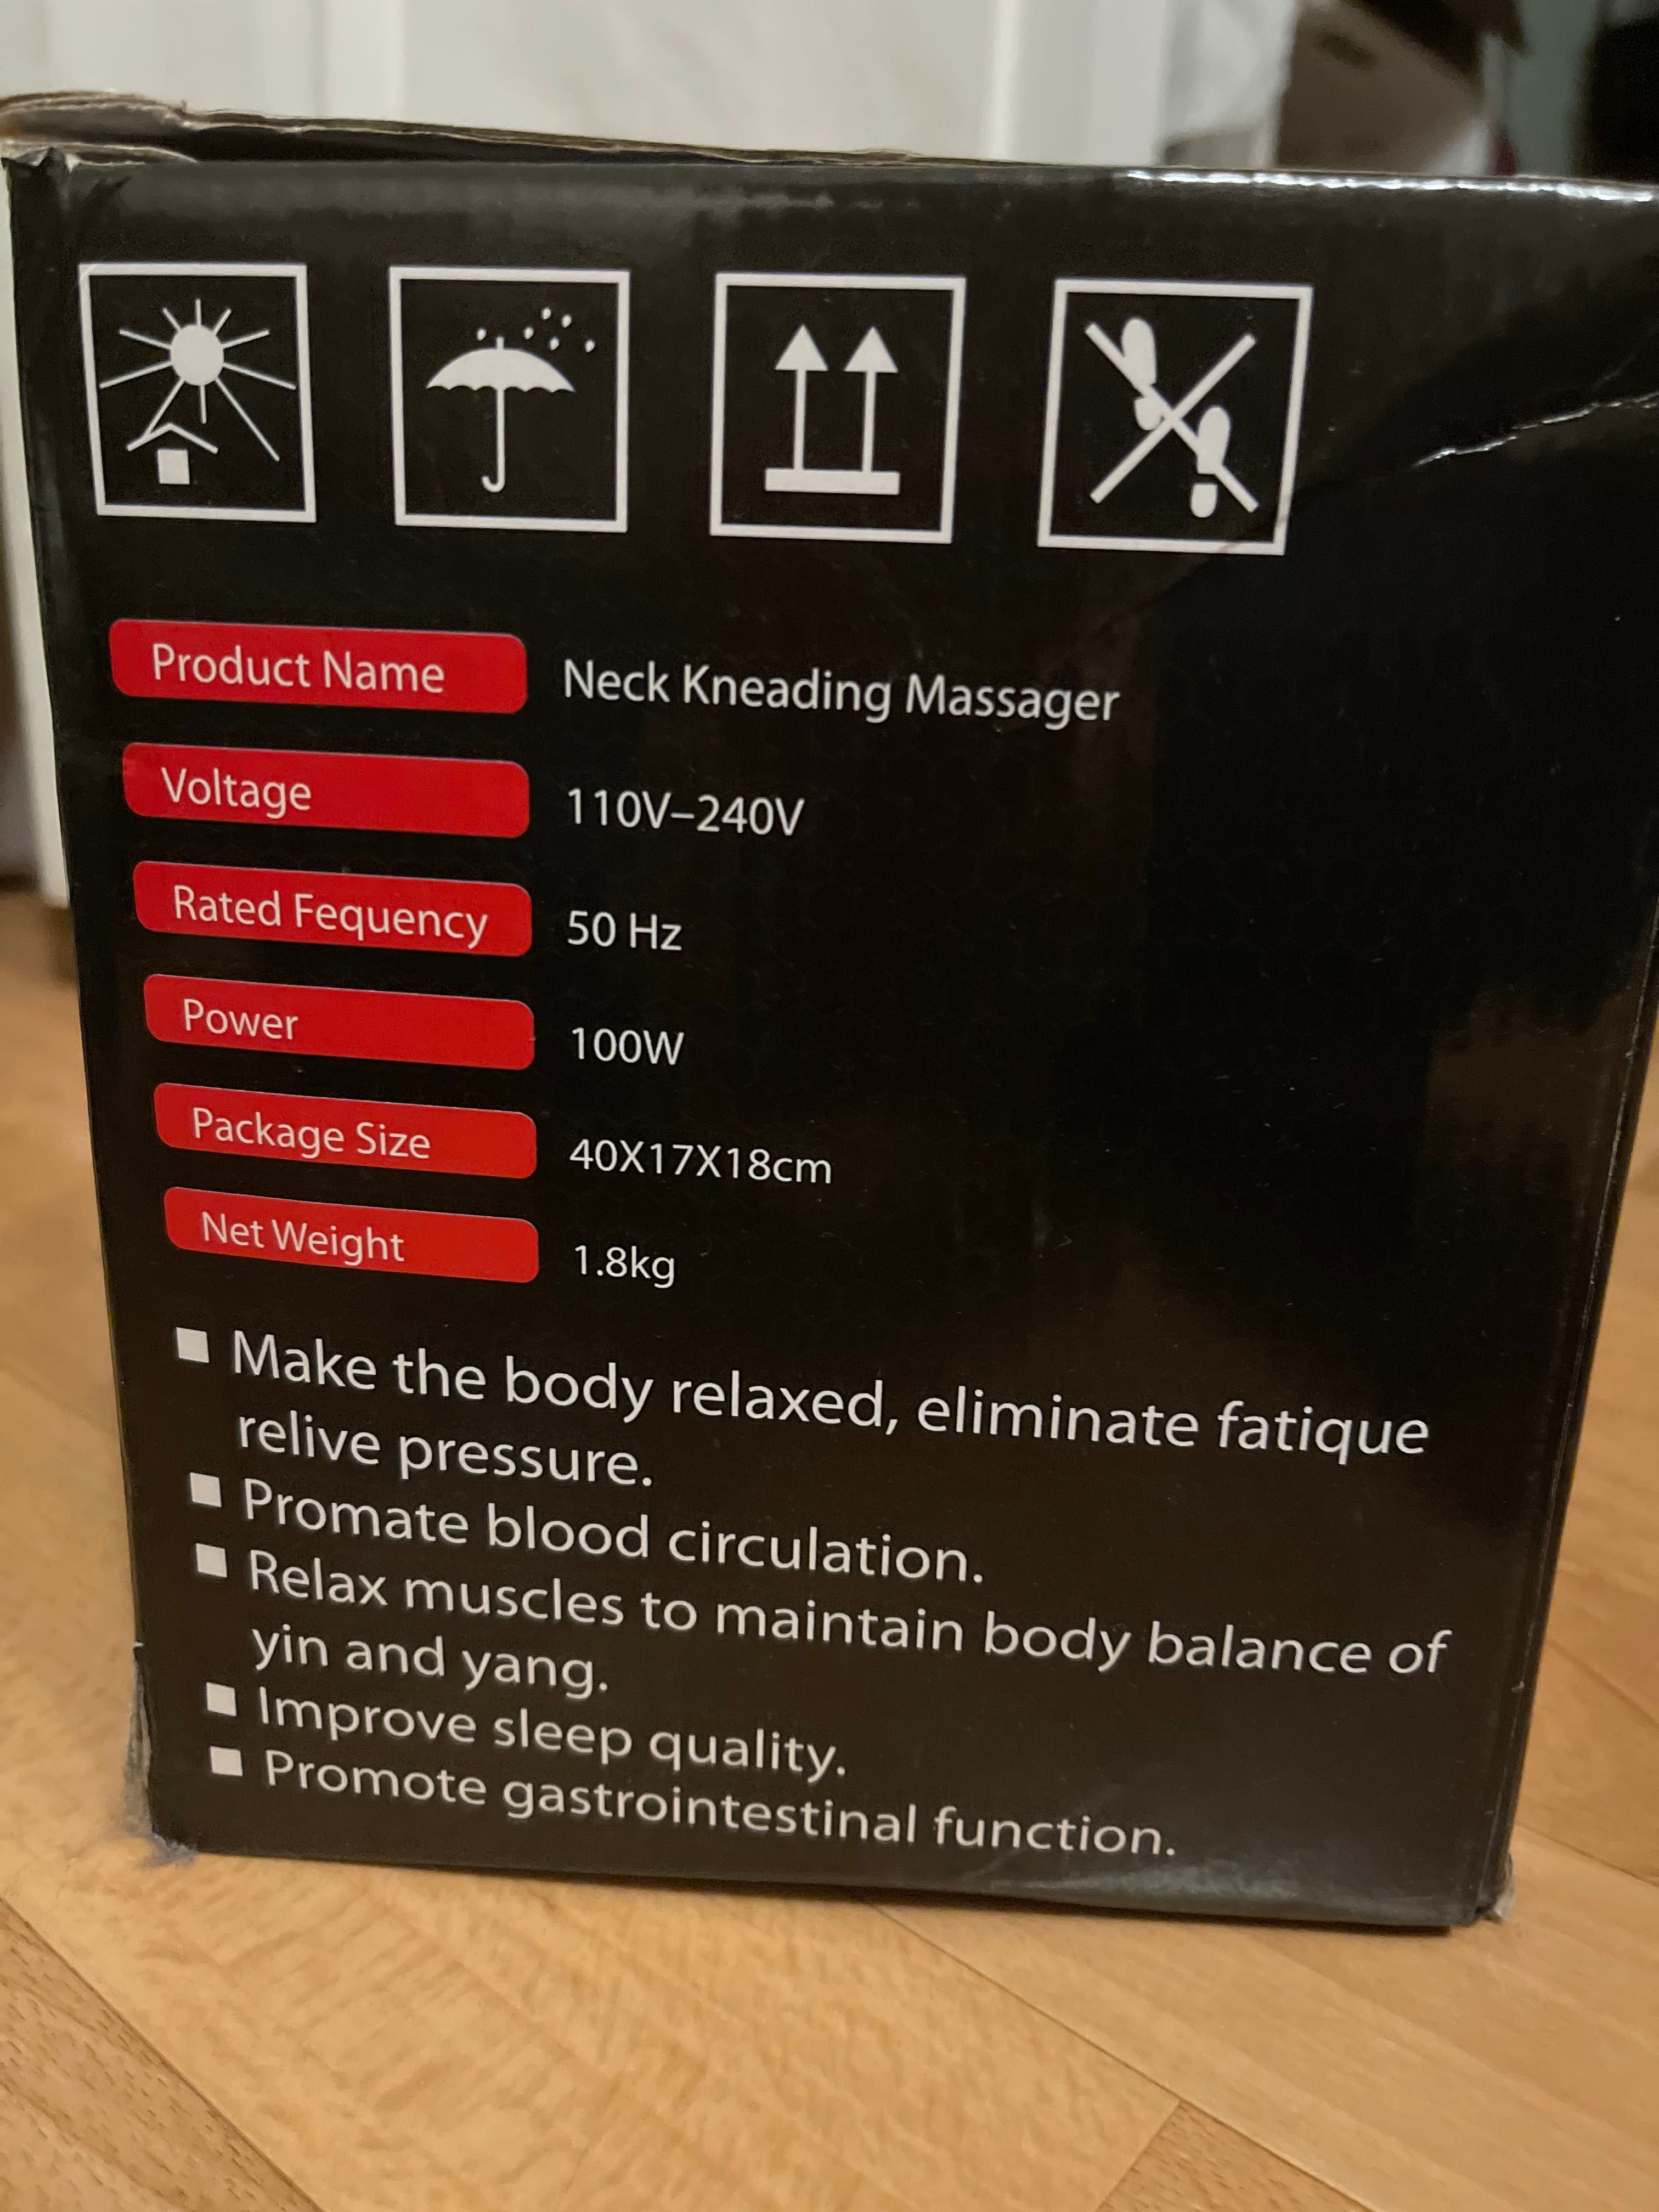 Product Name Neck Kneading Massager
Voltage 110V–240V
Rated Fequency 50 Hz
Power 100W
Package Size 40X17X18cm
Net Weight 1.8kg
■ Make the body relaxed, eliminate fatique
relive pressure.
■ Promate blood circulation.
■ Relax muscles to maintain body balance of
yin and yang.
■ Improve sleep quality.
■ Promote gastrointestinal function.